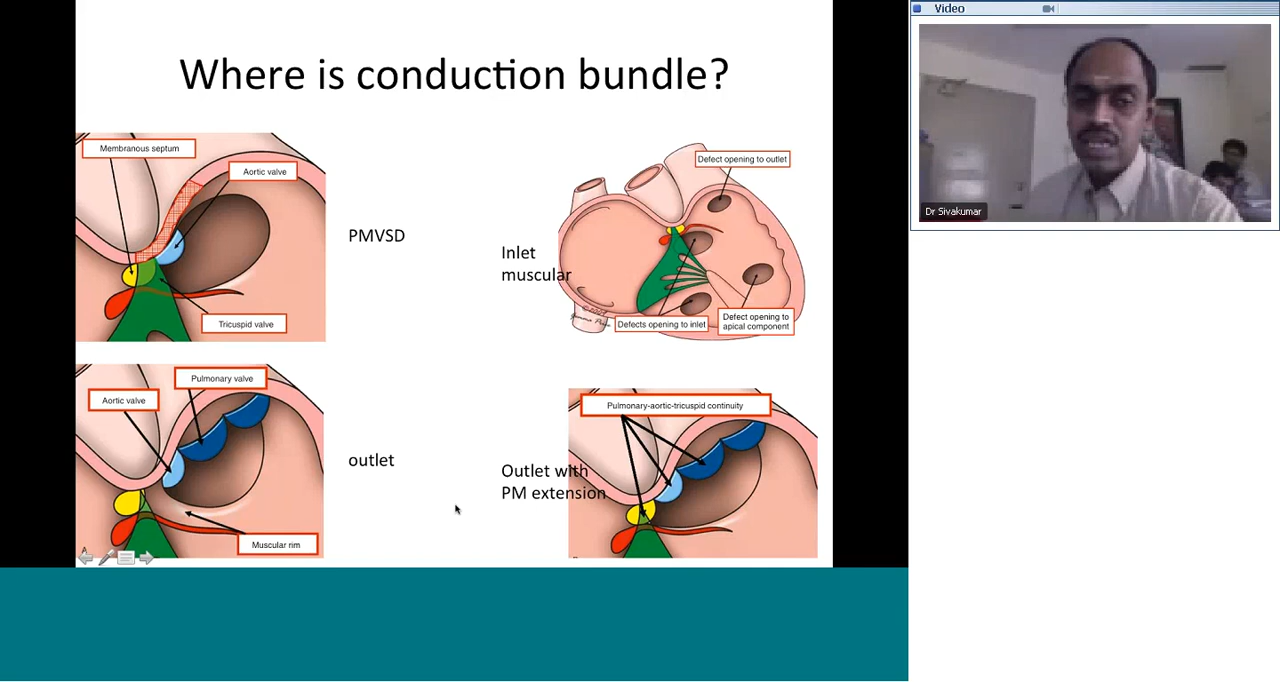 Where is conduction bundle?
Membranous septum
Aortic valve
PMVSD
Tricuspid valve
Defect opening to outlet
Inlet
muscular
Defects opening to inlet
Defect opening to
apical component
Pulmonary valve
Aortic valve
outlet
Muscular rim
Pulmonary-aortic-tricuspid continuity
Outlet with
PM extension
Video
Dr Sivakumar